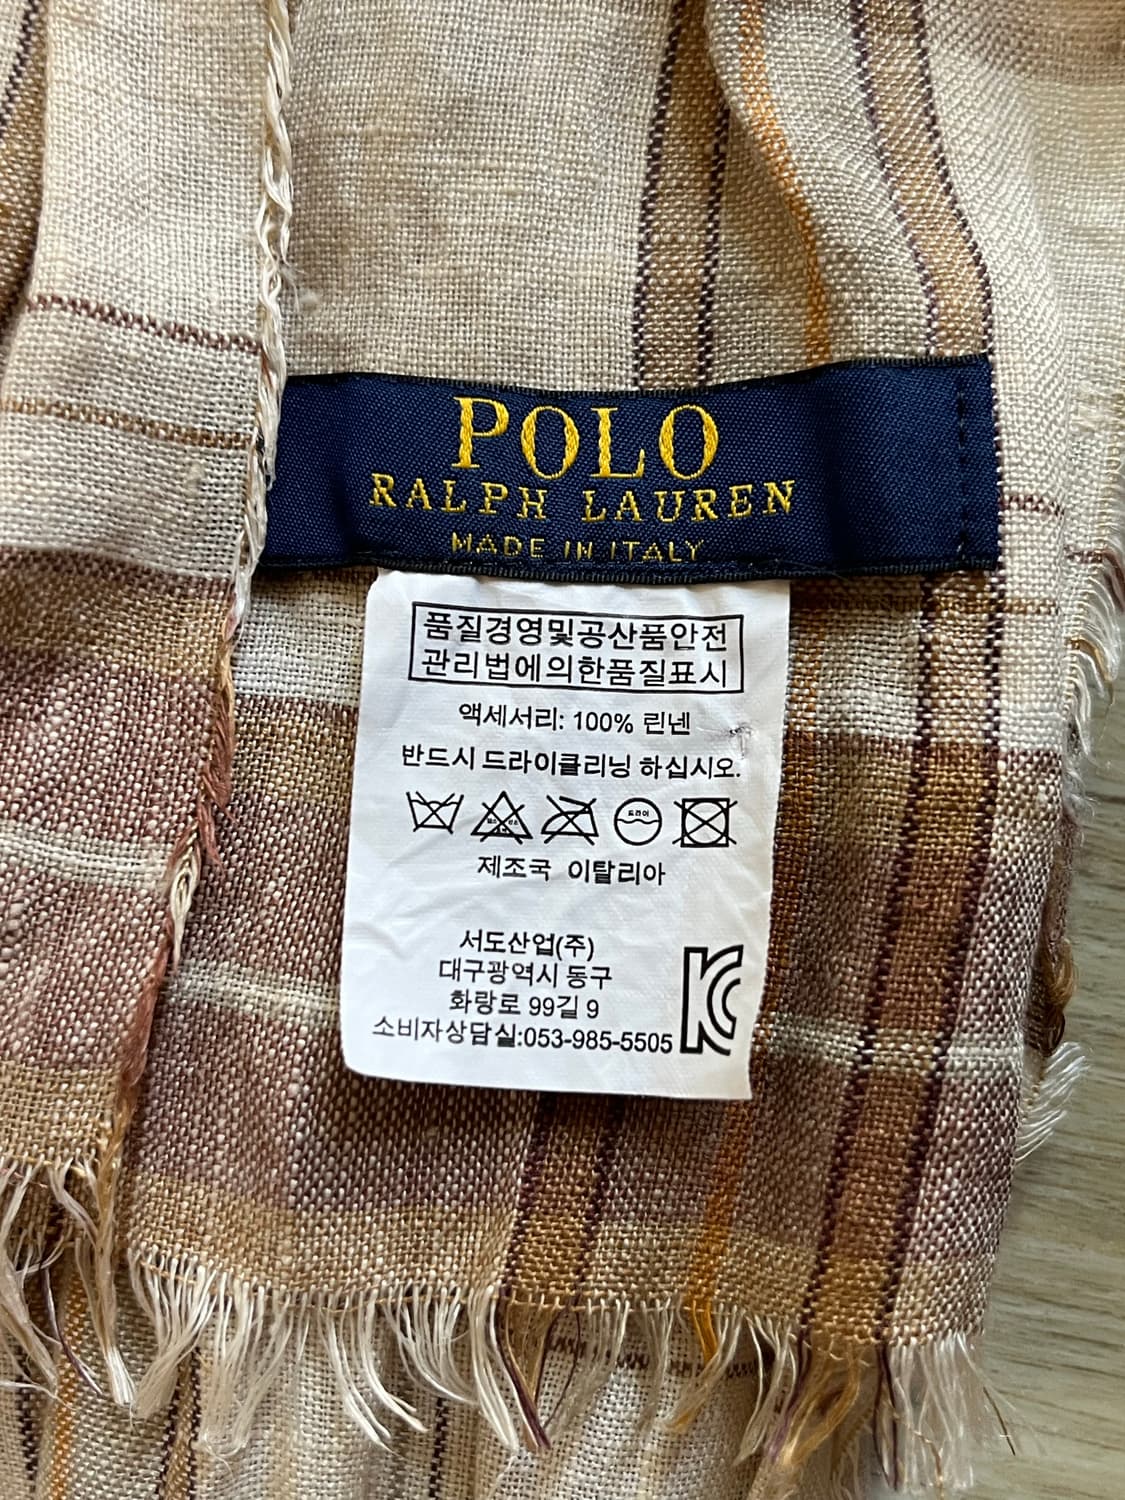 POLO
RALPH LAUREN
MADE IN ITALY
품질경영및공산품안전
관리법에의한품질표시
액세서리: 100% 린넨
반드시 드라이클리닝 하십시오.
드라이
제조국 이탈리아
서도산업(주)
대구광역시 동구
화랑로 99길 9
소비자상담실:053-985-5505